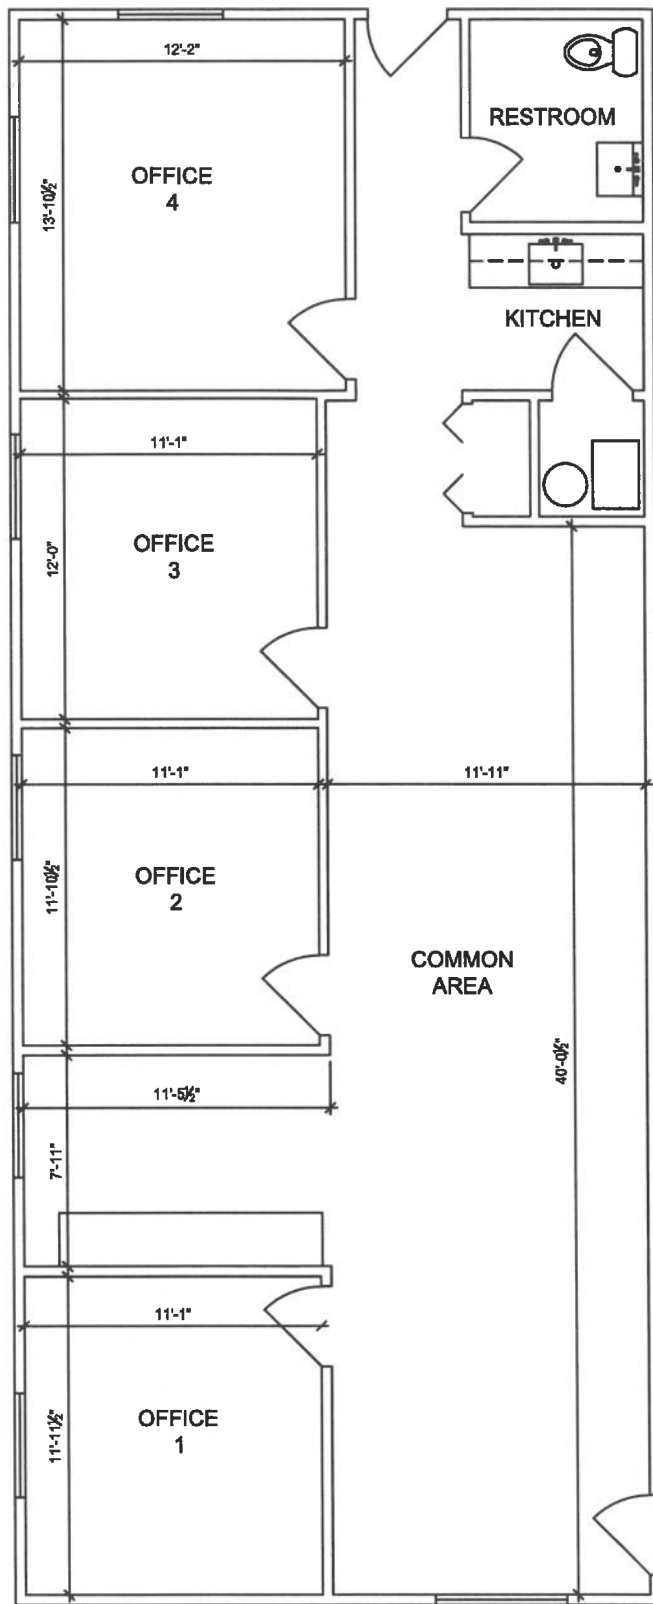 12'-2"
RESTROOM
OFFICE
4
13'-10½"
KITCHEN
11'-1"
OFFICE
3
12'-0"
11'-1"
11'-11"
OFFICE
2
11'-10½"
COMMON
AREA
40'-0½"
11'-5½"
7'-11"
11'-1"
OFFICE
1
11'-11½"